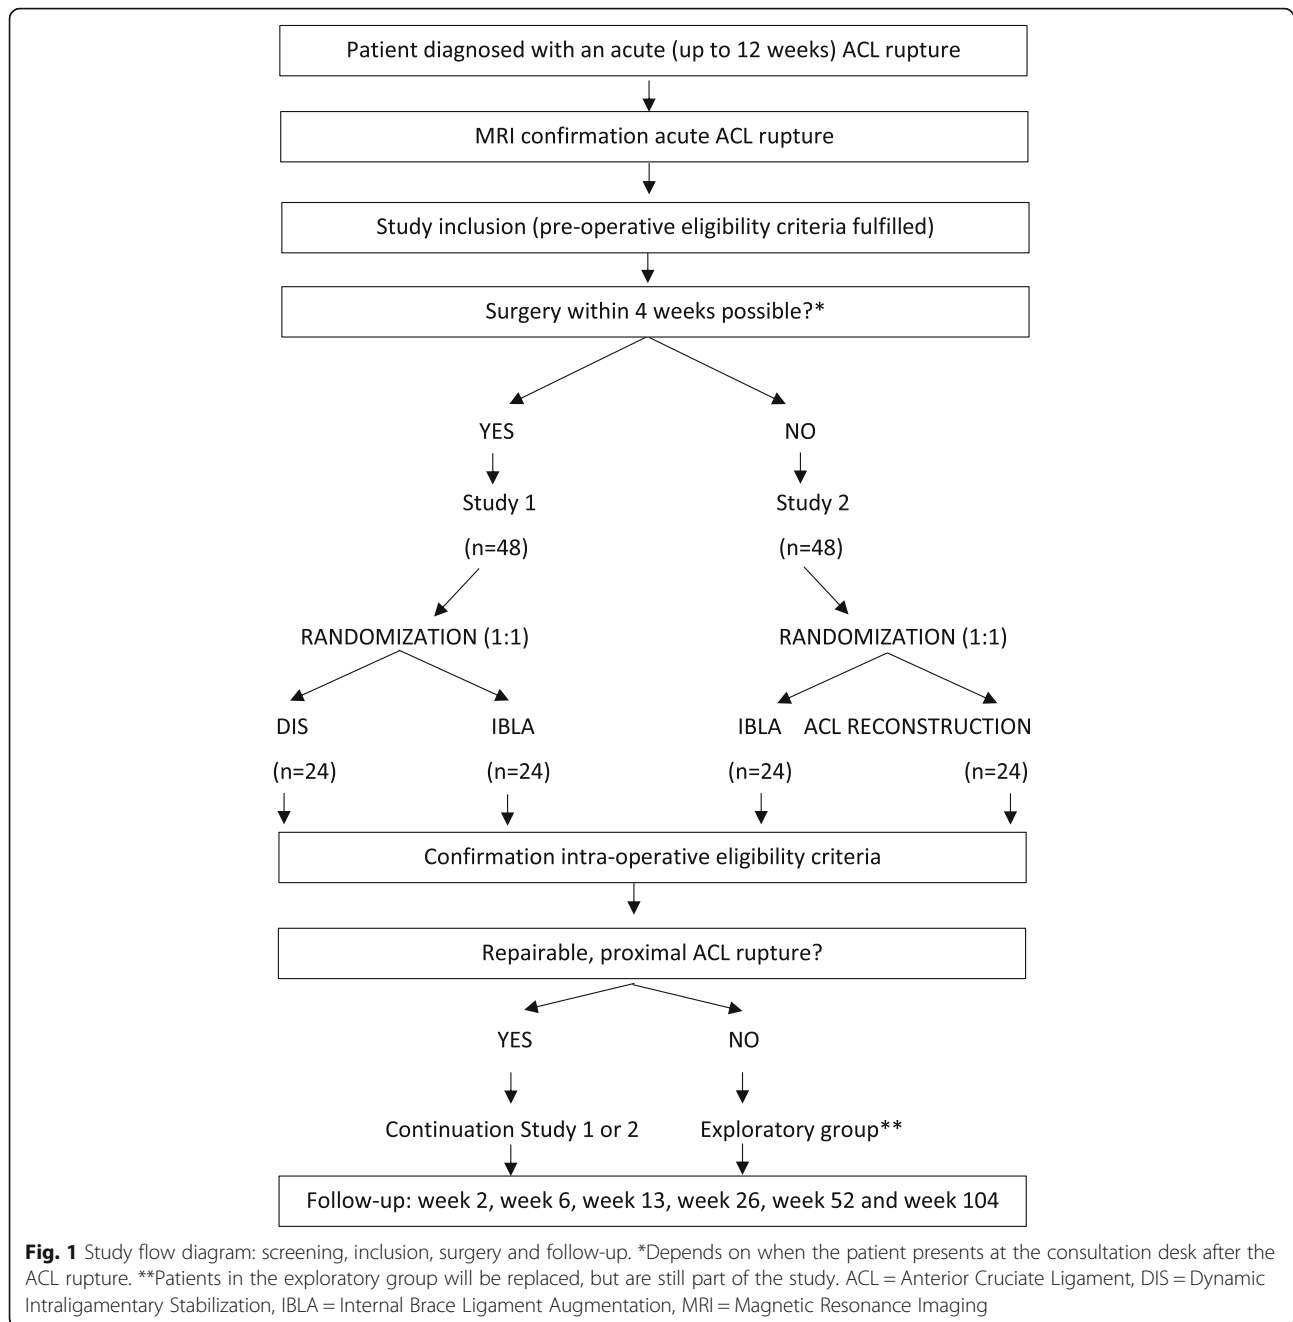 Patient diagnosed with an acute (up to 12 weeks) ACL rupture
MRI confirmation acute ACL rupture
Study inclusion (pre-operative eligibility criteria fulfilled)
Surgery within 4 weeks possible?*
YES NO
Study 1 Study 2
(n=48) (n=48)
RANDOMIZATION (1:1) RANDOMIZATION (1:1)
DIS IBLA IBLA ACL RECONSTRUCTION
(n=24) (n=24) (n=24) (n=24)
Confirmation intra-operative eligibility criteria
Repairable, proximal ACL rupture?
YES NO
Continuation Study 1 or 2 Exploratory group**
Follow-up: week 2, week 6, week 13, week 26, week 52 and week 104
Fig. 1 Study flow diagram: screening, inclusion, surgery and follow-up. *Depends on when the patient presents at the consultation desk after the
ACL rupture. **Patients in the exploratory group will be replaced, but are still part of the study. ACL = Anterior Cruciate Ligament, DIS = Dynamic
Intraligamentary Stabilization, IBLA = Internal Brace Ligament Augmentation, MRI = Magnetic Resonance Imaging